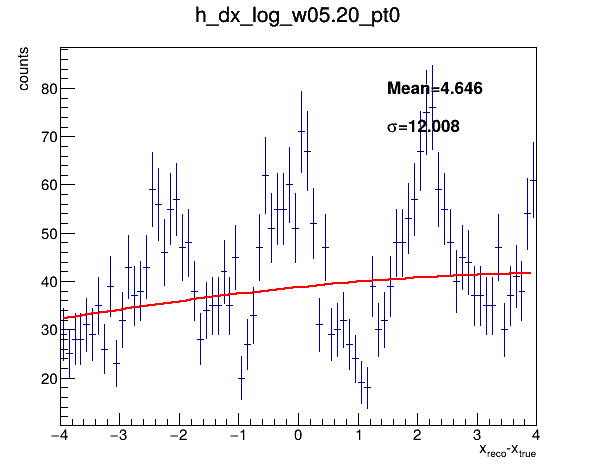 h_dx_log_w05.20_pt0
counts
80
70
60
50
40
30
20
Mean=4.646
σ=12.008
−4 −3 −2 −1 0 1 2 3 4
x_reco-x_true